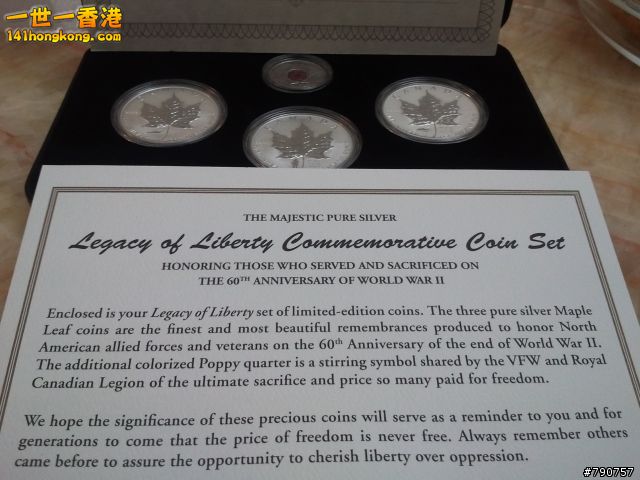 一世一香港
141hongkong.com
CANADA
THE MAJESTIC PURE SILVER
Legacy of Liberty Commemorative Coin Set
HONORING THOSE WHO SERVED AND SACRIFICED ON
THE 60TH ANNIVERSARY OF WORLD WAR II
Enclosed is your Legacy of Liberty set of limited-edition coins. The three pure silver Maple
Leaf coins are the finest and most beautiful remembrances produced to honor North
American allied forces and veterans on the 60th Anniversary of the end of World War II.
The additional colorized Poppy quarter is a stirring symbol shared by the VFW and Royal
Canadian Legion of the ultimate sacrifice and price so many paid for freedom.
We hope the significance of these precious coins will serve as a reminder to you and for
generations to come that the price of freedom is never free. Always remember others
came before to assure the opportunity to cherish liberty over oppression.
#790757